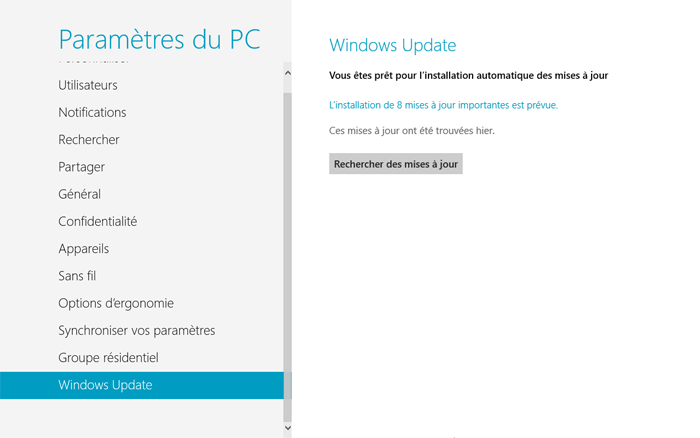 Paramètres du PC
Utilisateurs
Notifications
Rechercher
Partager
Général
Confidentialité
Appareils
Sans fil
Options d’ergonomie
Synchroniser vos paramètres
Groupe résidentiel
Windows Update
Windows Update
Vous êtes prêt pour l’installation automatique des mises à jour
L’installation de 8 mises à jour importantes est prévue.
Ces mises à jour ont été trouvées hier.
Rechercher des mises à jour